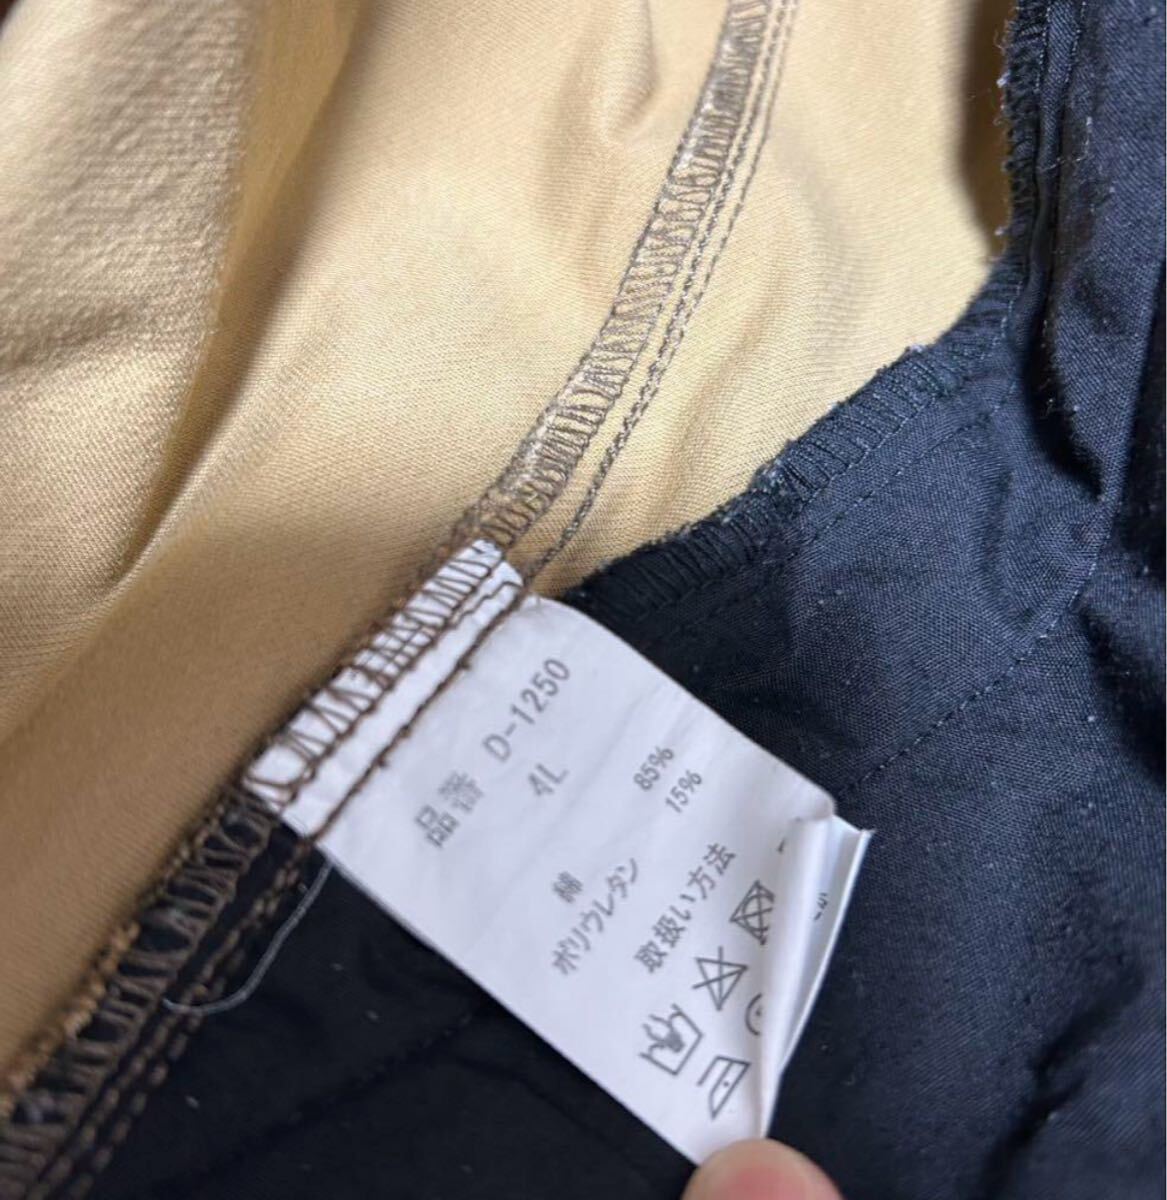 品番 D-1250
4L
綿 85%
ポリウレタン 15%
取扱い方法